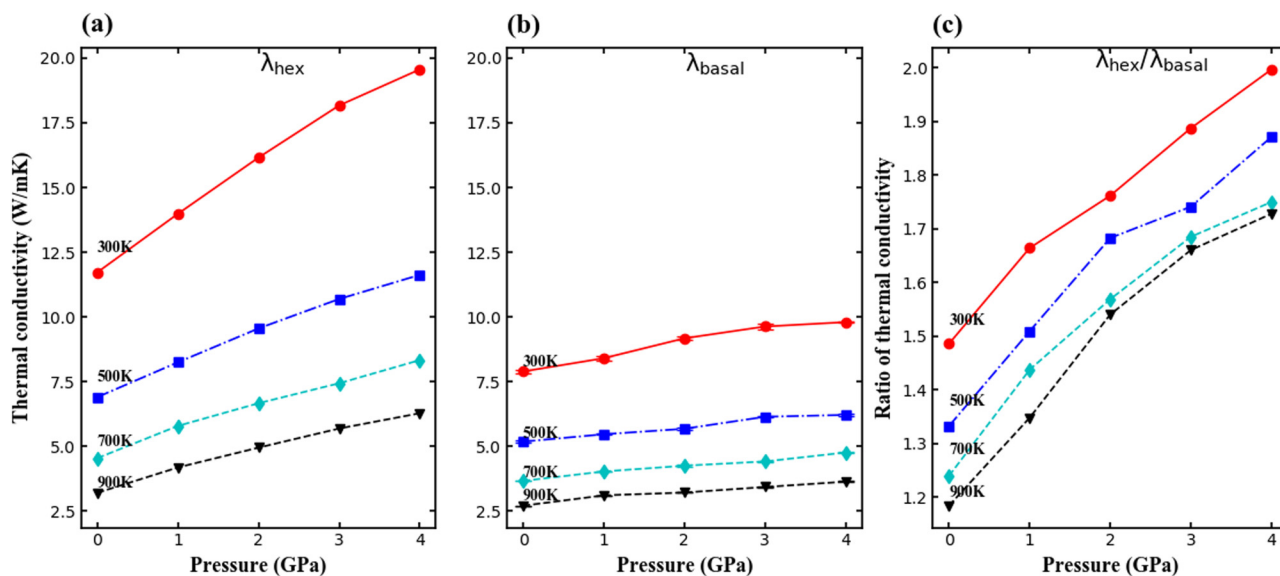 (a)
λhex
Thermal conductivity (W/mK)
20.0
17.5
15.0
12.5
10.0
7.5
5.0
2.5
300K
500K
700K
900K
0 1 2 3 4
Pressure (GPa)
(b)
λbasal
20.0
17.5
15.0
12.5
10.0
7.5
5.0
2.5
300K
500K
700K
900K
0 1 2 3 4
Pressure (GPa)
(c)
λhex/λbasal
Ratio of thermal conductivity
2.0
1.9
1.8
1.7
1.6
1.5
1.4
1.3
1.2
300K
500K
700K
900K
0 1 2 3 4
Pressure (GPa)